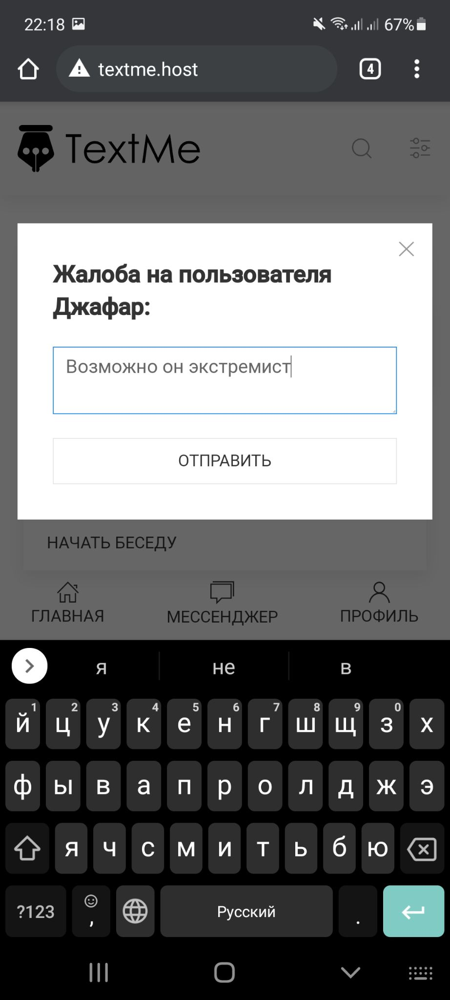 22:18 67%
textme.host 4
TextMe
Жалоба на пользователя
Джафар:
Возможно он экстремист
ОТПРАВИТЬ
НАЧАТЬ БЕСЕДУ
ГЛАВНАЯ МЕССЕНДЖЕР ПРОФИЛЬ
я не в
1 2 3 4 5 6 7 8 9 0
й ц у к е н г ш щ з х
ф ы в а п р о л д ж э
я ч с м и т ь б ю
?123 , Русский .